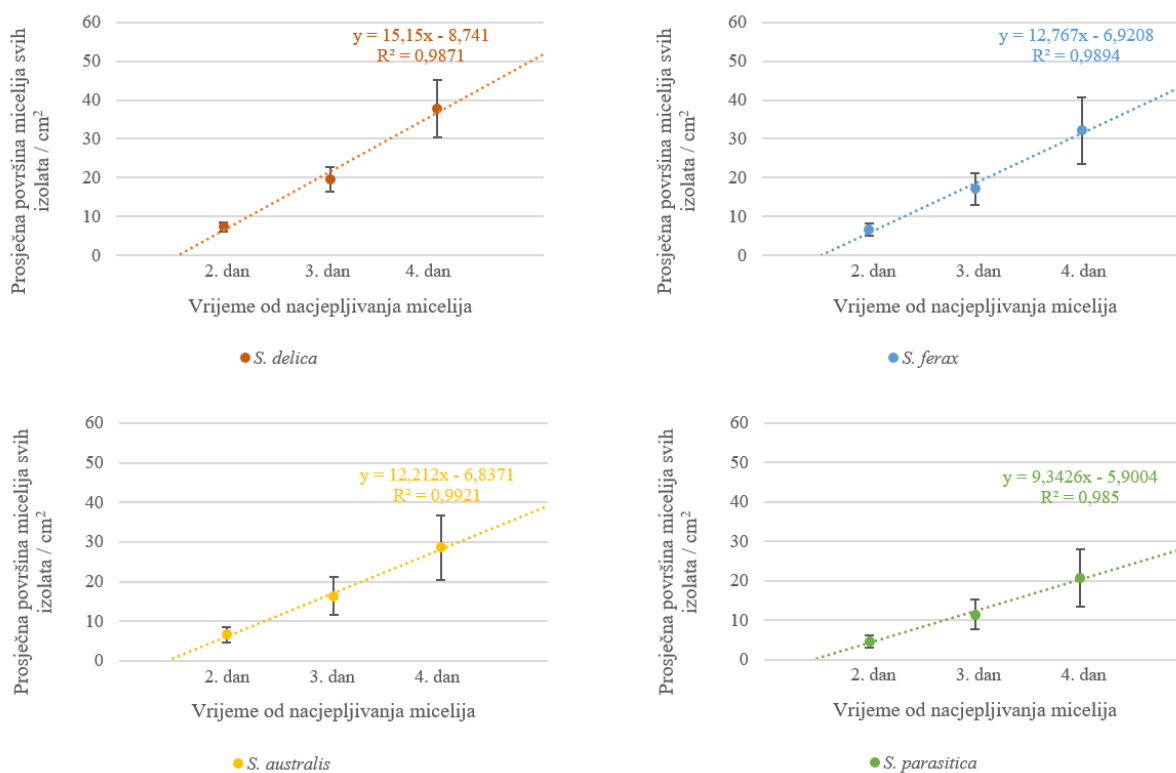 Prosječna površina micelija svih
izolata / cm²
60
50
40
30
20
10
0
y = 15,15x - 8,741
R² = 0,9871
2. dan
3. dan
4. dan
Vrijeme od nacjepljivanja micelija
S. delica
Prosječna površina micelija svih
izolata / cm²
60
50
40
30
20
10
0
y = 12,767x - 6,9208
R² = 0,9894
2. dan
3. dan
4. dan
Vrijeme od nacjepljivanja micelija
S. ferax
Prosječna površina micelija svih
izolata / cm²
60
50
40
30
20
10
0
y = 12,212x - 6,8371
R² = 0,9921
2. dan
3. dan
4. dan
Vrijeme od nacjepljivanja micelija
S. australis
Prosječna površina micelija svih
izolata / cm²
60
50
40
30
20
10
0
y = 9,3426x - 5,9004
R² = 0,985
2. dan
3. dan
4. dan
Vrijeme od nacjepljivanja micelija
S. parasitica